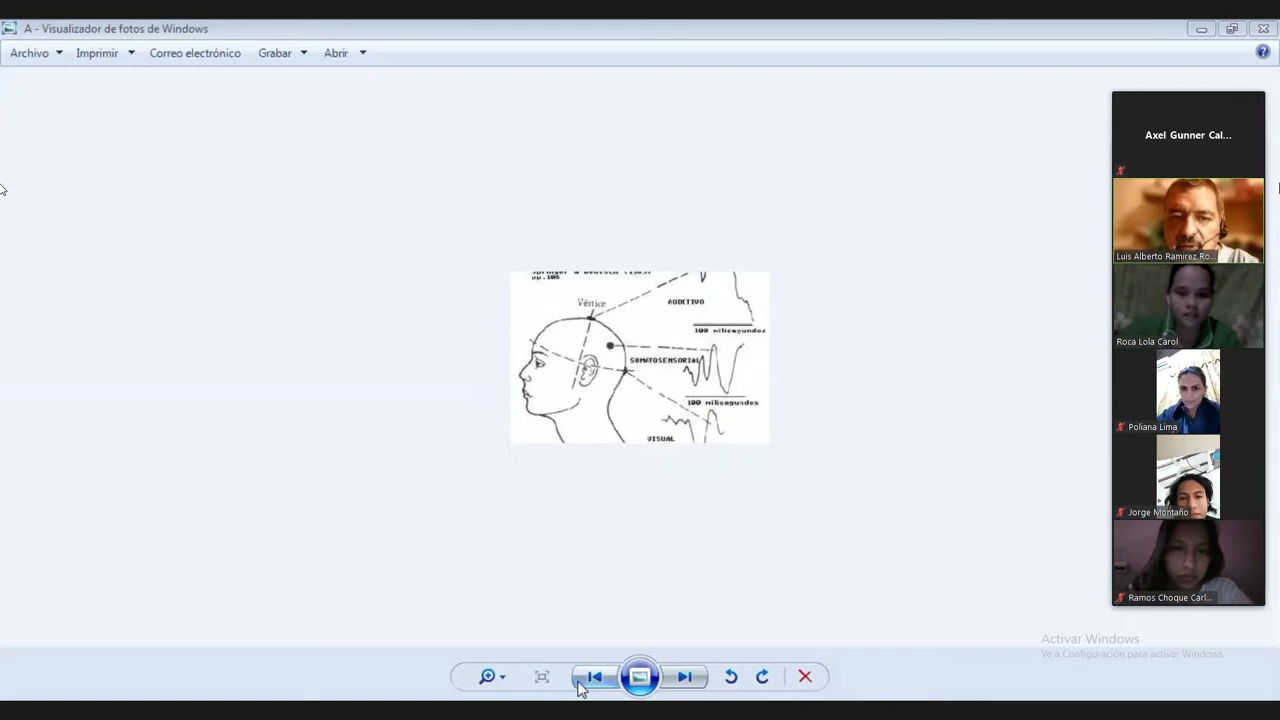 A - Visualizador de fotos de Windows
Archivo Imprimir Correo electrónico Grabar Abrir
Axel Gunner Cal...
Luis Alberto Ramirez Ro...
Roca Lola Carol
Poliana Lima
Jorge Montaño
Ramos Choque Carl...
pp.106
Vértice
AUDITIVO
100 milisegundos
SOMATOSENSORIAL
100 milisegundos
VISUAL
Activar Windows
Ve a Configuración para activar Windows.